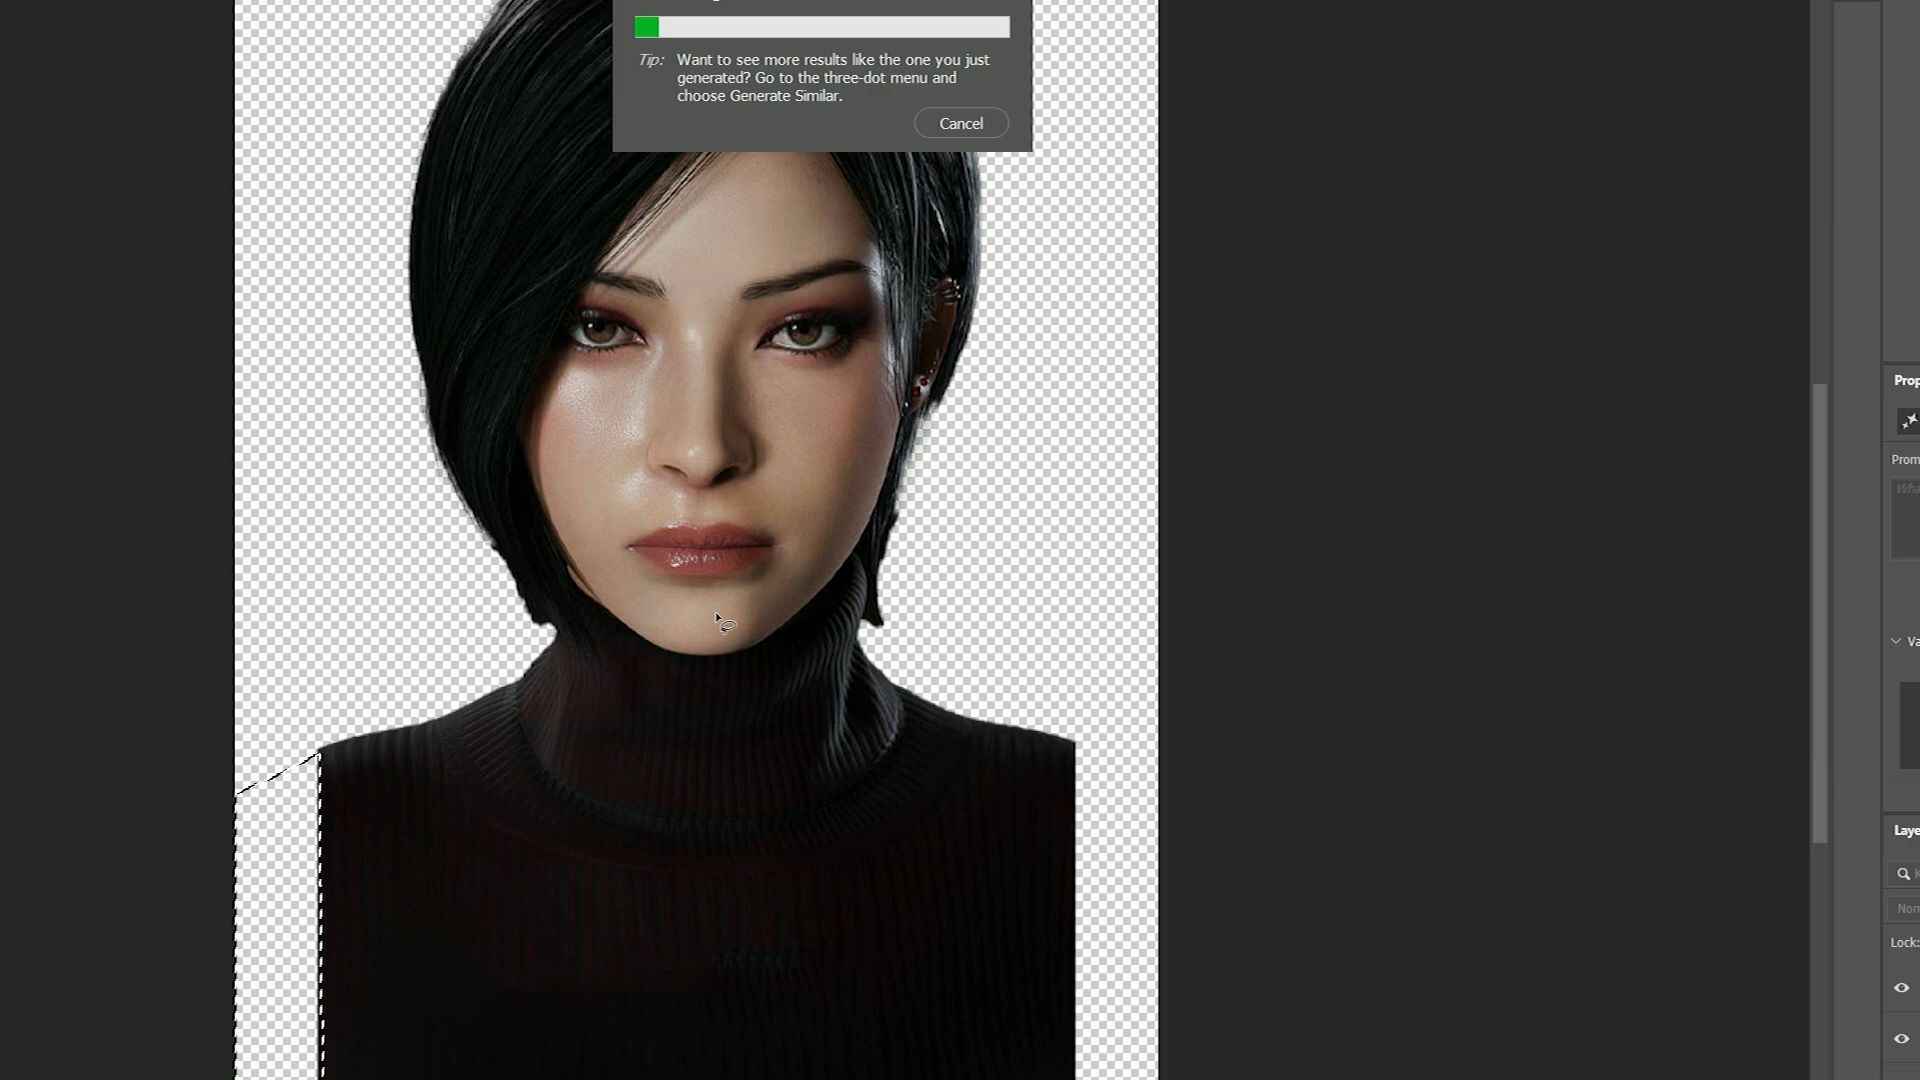 Tip: Want to see more results like the one you just
generated? Go to the three-dot menu and
choose Generate Similar.
Cancel
Prop
Prom
Wha
Va
Laye
Nor
Lock: